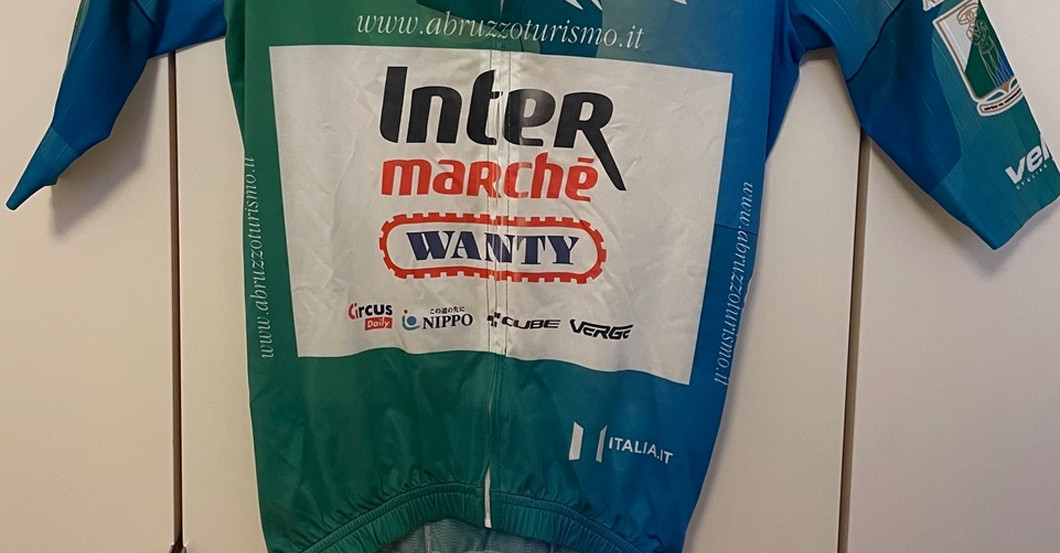 www.abruzzoturismo.it
InteR
maRchē
WANTY
CiRCUS
Daily
この道の先に
NIPPO
CUBE
VERGE
ITALIA.IT
www.abruzzoturismo.it
www.abruzzoturismo.it